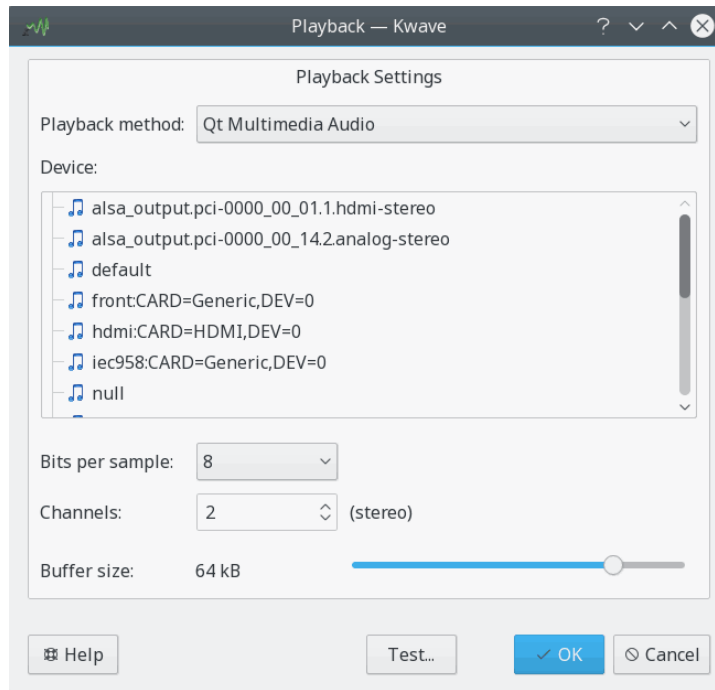 Playback — Kwave
Playback Settings
Playback method: Qt Multimedia Audio
Device:
alsa_output.pci-0000_00_01.1.hdmi-stereo
alsa_output.pci-0000_00_14.2.analog-stereo
default
front:CARD=Generic,DEV=0
hdmi:CARD=HDMI,DEV=0
iec958:CARD=Generic,DEV=0
null
Bits per sample: 8
Channels: 2 (stereo)
Buffer size: 64 kB
Help Test... OK Cancel